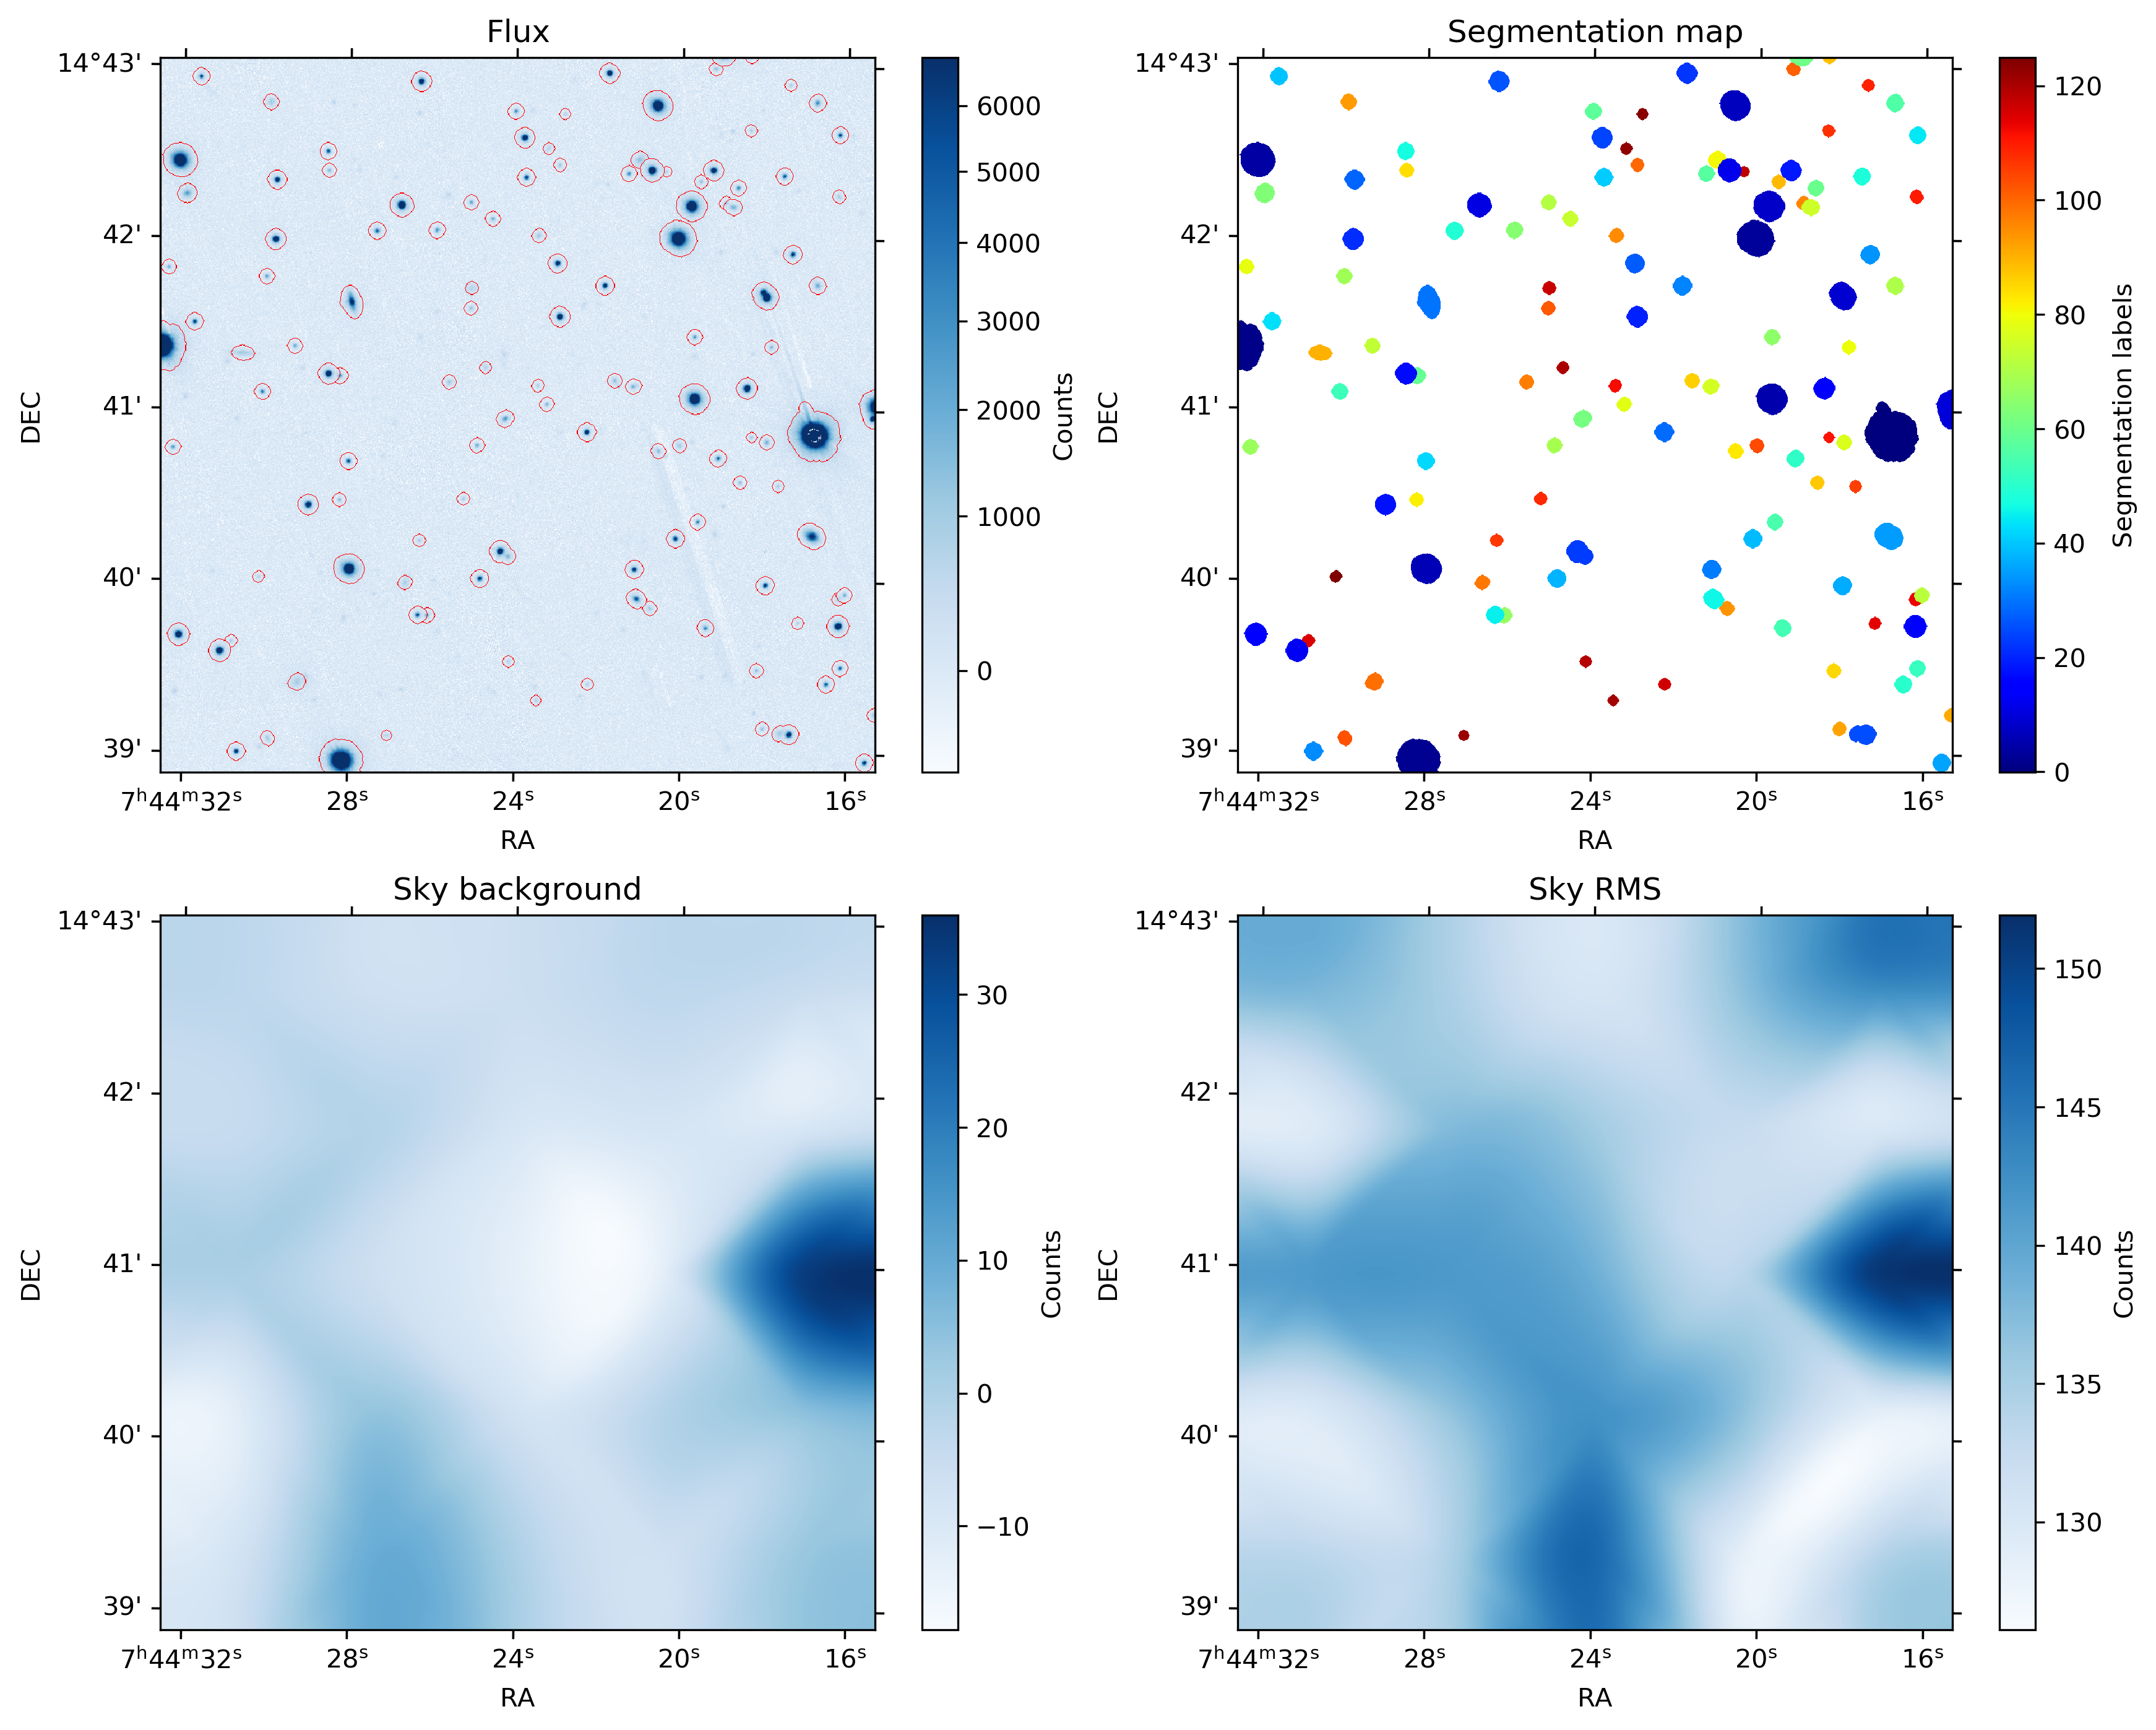 Flux
14°43'
42'
41'
40'
39'
DEC
7ʰ44ᵐ32ˢ 28ˢ 24ˢ 20ˢ 16ˢ
RA
6000
5000
4000
3000
2000
1000
0
Counts
Segmentation map
14°43'
42'
41'
40'
39'
DEC
7ʰ44ᵐ32ˢ 28ˢ 24ˢ 20ˢ 16ˢ
RA
120
100
80
60
40
20
0
Segmentation labels
Sky background
14°43'
42'
41'
40'
39'
DEC
7ʰ44ᵐ32ˢ 28ˢ 24ˢ 20ˢ 16ˢ
RA
30
20
10
0
−10
Counts
Sky RMS
14°43'
42'
41'
40'
39'
DEC
7ʰ44ᵐ32ˢ 28ˢ 24ˢ 20ˢ 16ˢ
RA
150
145
140
135
130
Counts